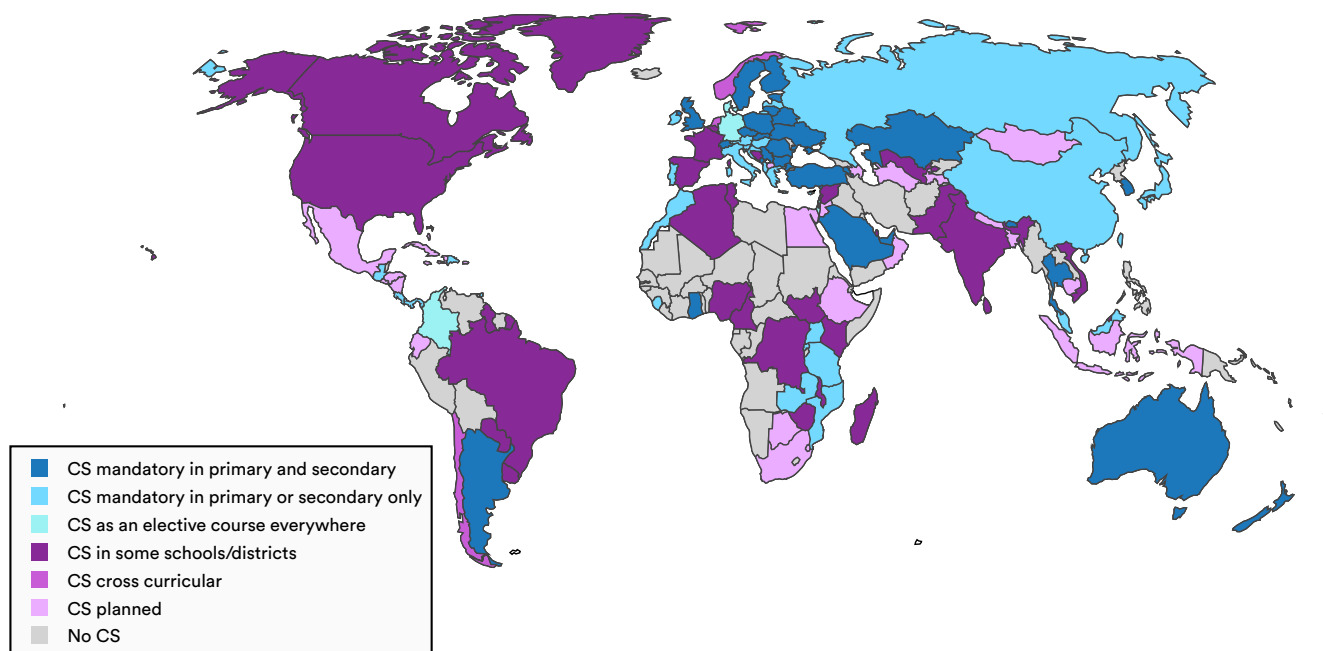 CS mandatory in primary and secondary
CS mandatory in primary or secondary only
CS as an elective course everywhere
CS in some schools/districts
CS cross curricular
CS planned
No CS